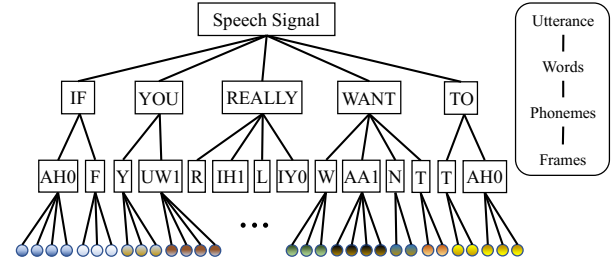 Speech Signal
Utterance
Words
Phonemes
Frames
IF YOU REALLY WANT TO
AH0 F Y UW1 R IH1 L IY0 W AA1 N T T AH0
...